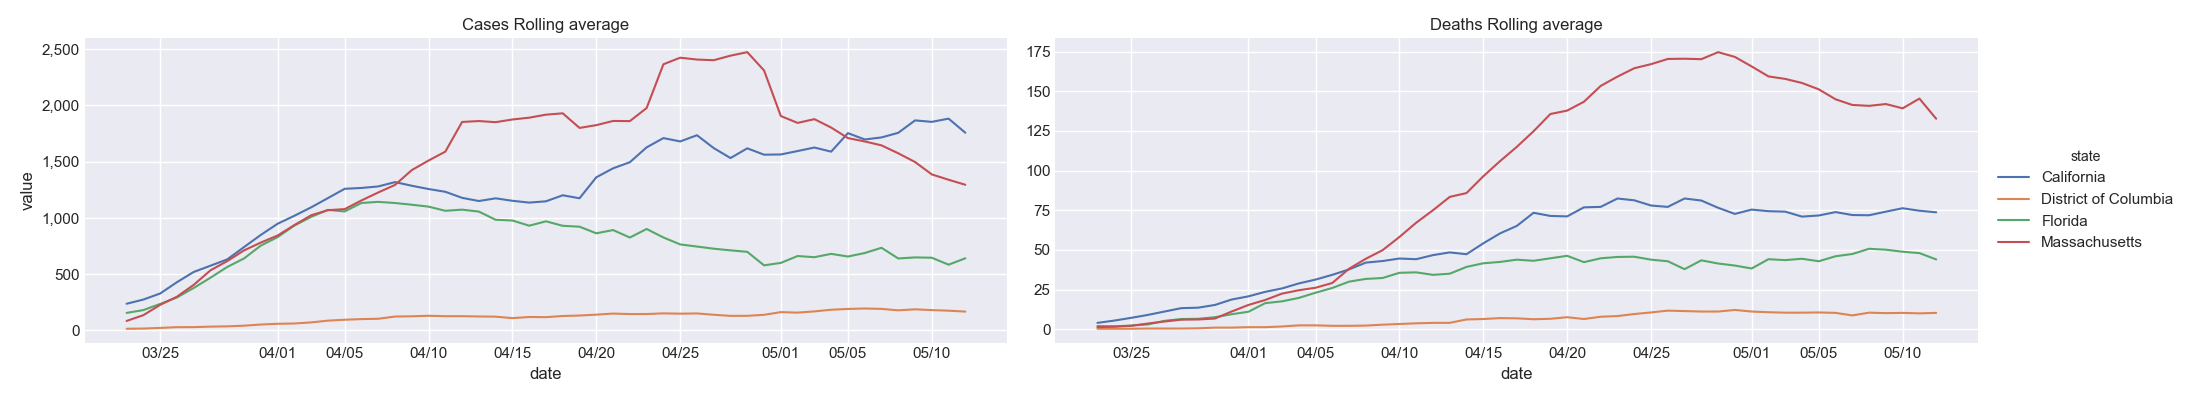 Cases Rolling average
2,500
2,000
1,500
1,000
500
0
value
03/25 04/01 04/05 04/10 04/15 04/20 04/25 05/01 05/05 05/10
date
Deaths Rolling average
175
150
125
100
75
50
25
0
03/25 04/01 04/05 04/10 04/15 04/20 04/25 05/01 05/05 05/10
date
state
California
District of Columbia
Florida
Massachusetts